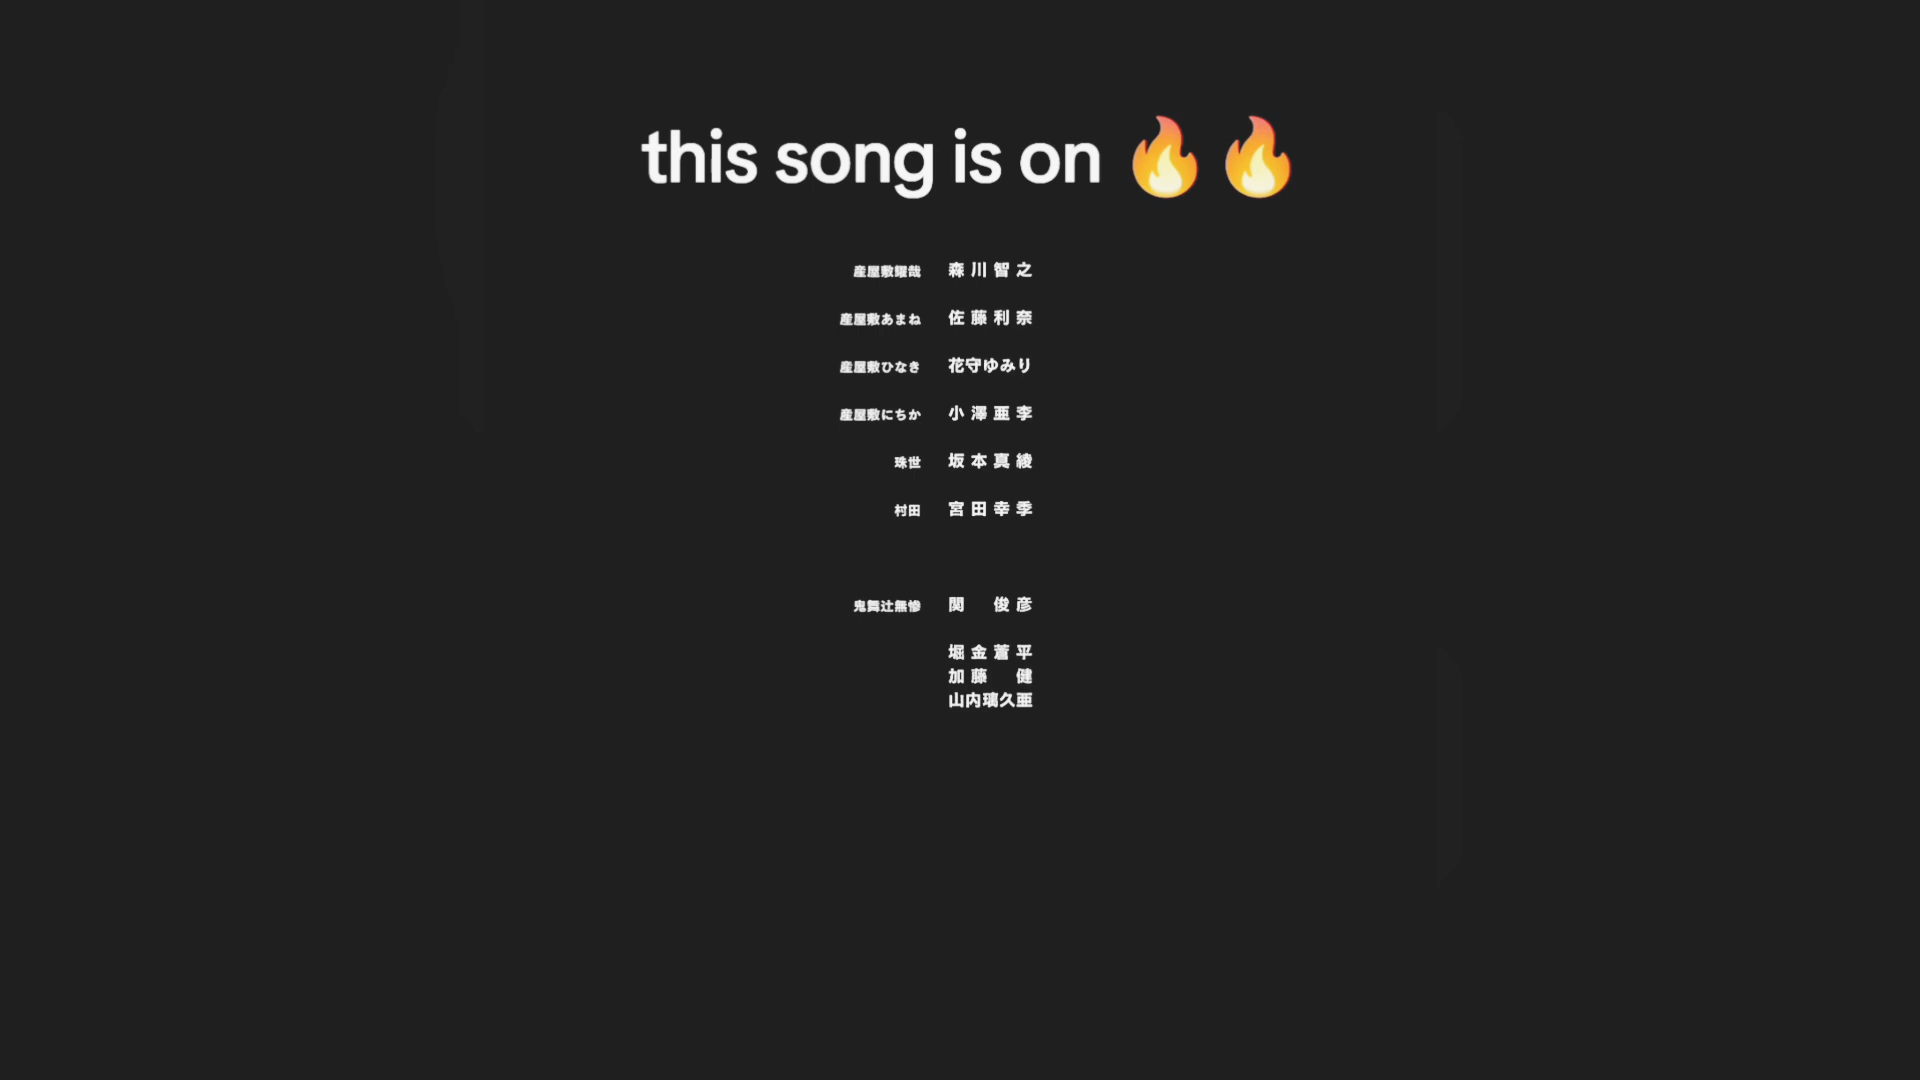 this song is on 🔥🔥
産屋敷耀哉 森川智之
産屋敷あまね 佐藤利奈
産屋敷ひなき 花守ゆみり
産屋敷にちか 小澤亜李
珠世 坂本真綾
村田 宮田幸季
鬼舞辻無惨 関 俊彦
堀金蒼平
加藤 健
山内璃久亜